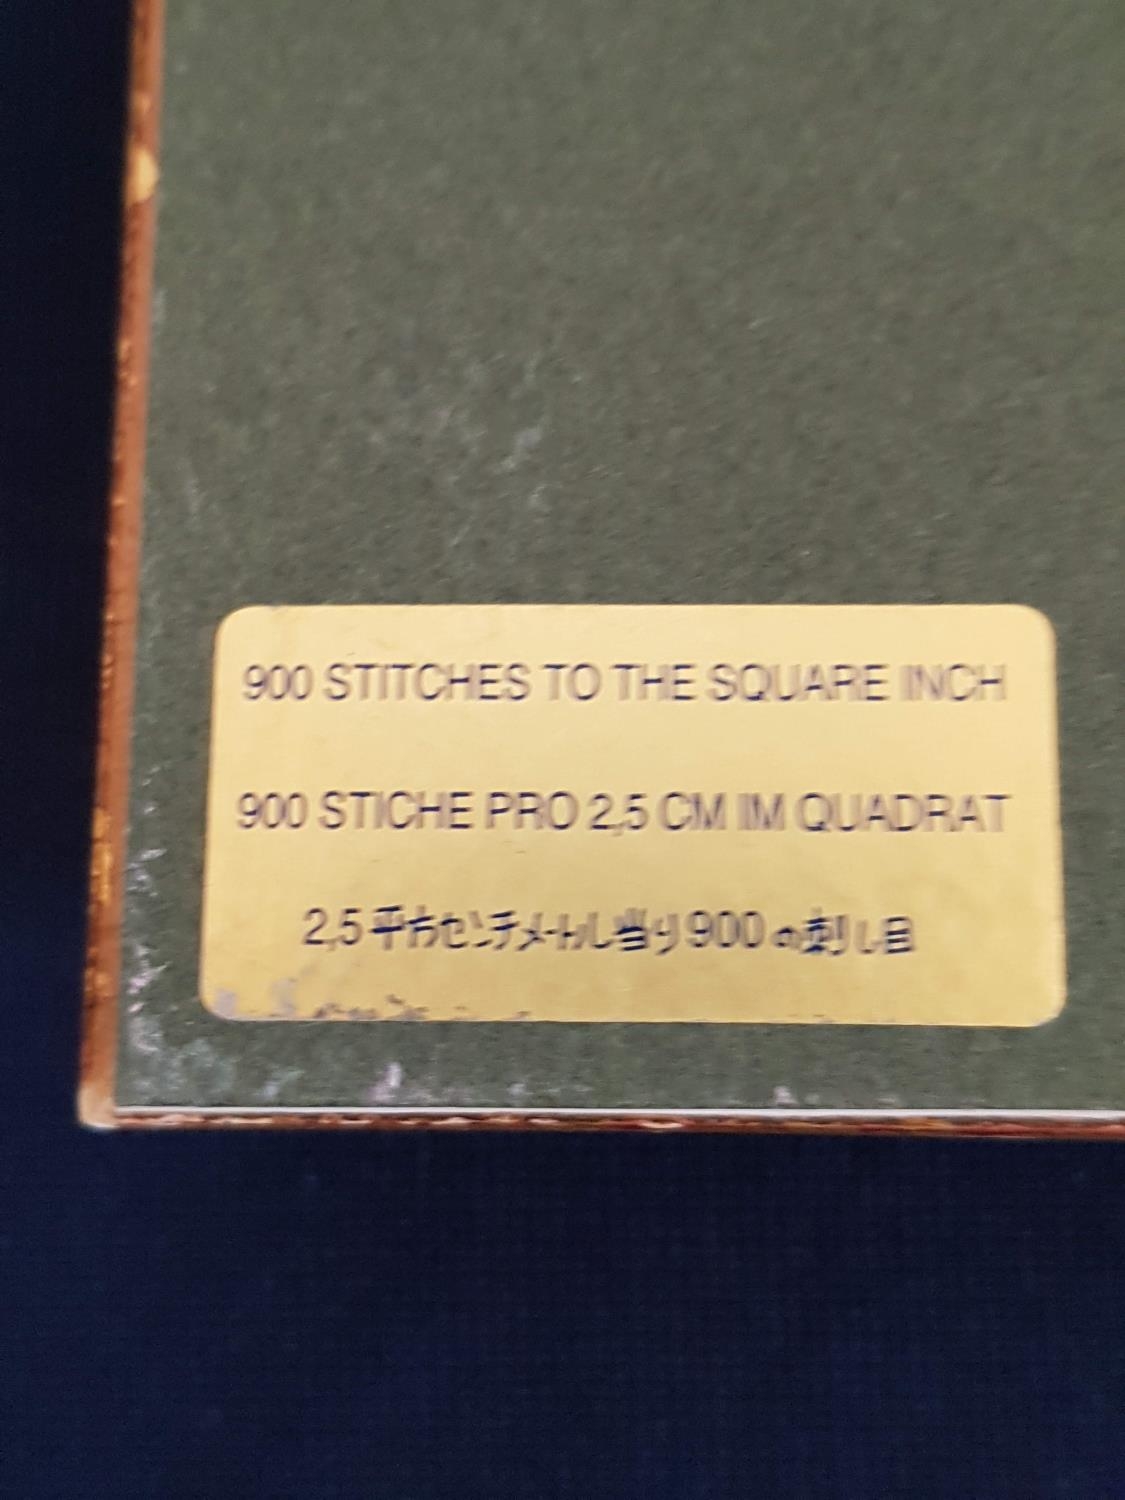 900 STITCHES TO THE SQUARE INCH
900 STICHE PRO 2,5 CM IM QUADRAT
2,5平方センチメートル当り900の刺し目